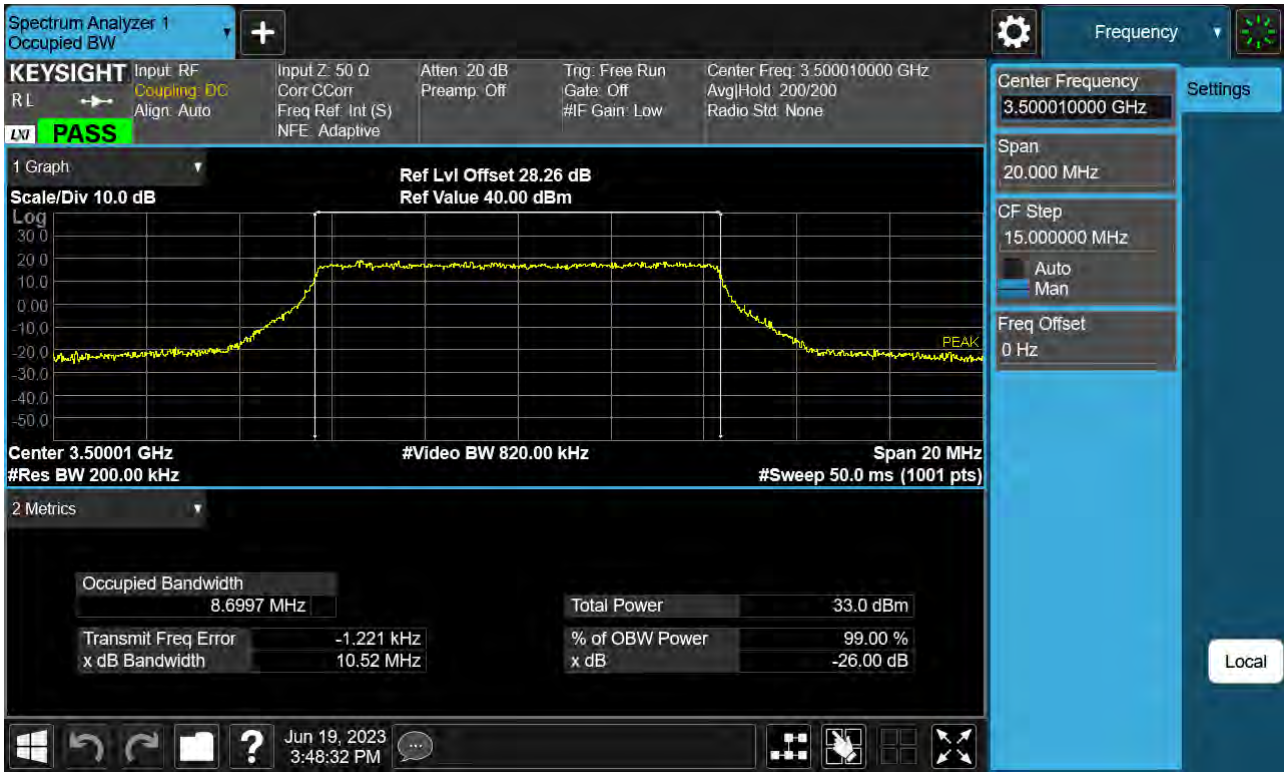 Spectrum Analyzer 1
Occupied BW
+
Frequency
KEYSIGHT
RL
LXI
PASS
Input: RF
Coupling: DC
Align: Auto
Input Z: 50 Ω
Corr CCorr
Freq Ref: Int (S)
NFE: Adaptive
Atten: 20 dB
Preamp: Off
Trig: Free Run
Gate: Off
#IF Gain: Low
Center Freq: 3.500010000 GHz
Avg|Hold: 200/200
Radio Std: None
Center Frequency
3.500010000 GHz
Settings
Span
20.000 MHz
CF Step
15.000000 MHz
Auto
Man
Freq Offset
0 Hz
1 Graph
Scale/Div 10.0 dB
Ref Lvl Offset 28.26 dB
Ref Value 40.00 dBm
Log
30.0
20.0
10.0
0.00
-10.0
-20.0
-30.0
-40.0
-50.0
PEAK
Center 3.50001 GHz
#Video BW 820.00 kHz
Span 20 MHz
#Res BW 200.00 kHz
#Sweep 50.0 ms (1001 pts)
2 Metrics
Occupied Bandwidth
8.6997 MHz
Total Power 33.0 dBm
Transmit Freq Error -1.221 kHz
% of OBW Power 99.00 %
x dB Bandwidth 10.52 MHz
x dB -26.00 dB
Local
?
Jun 19, 2023
3:48:32 PM